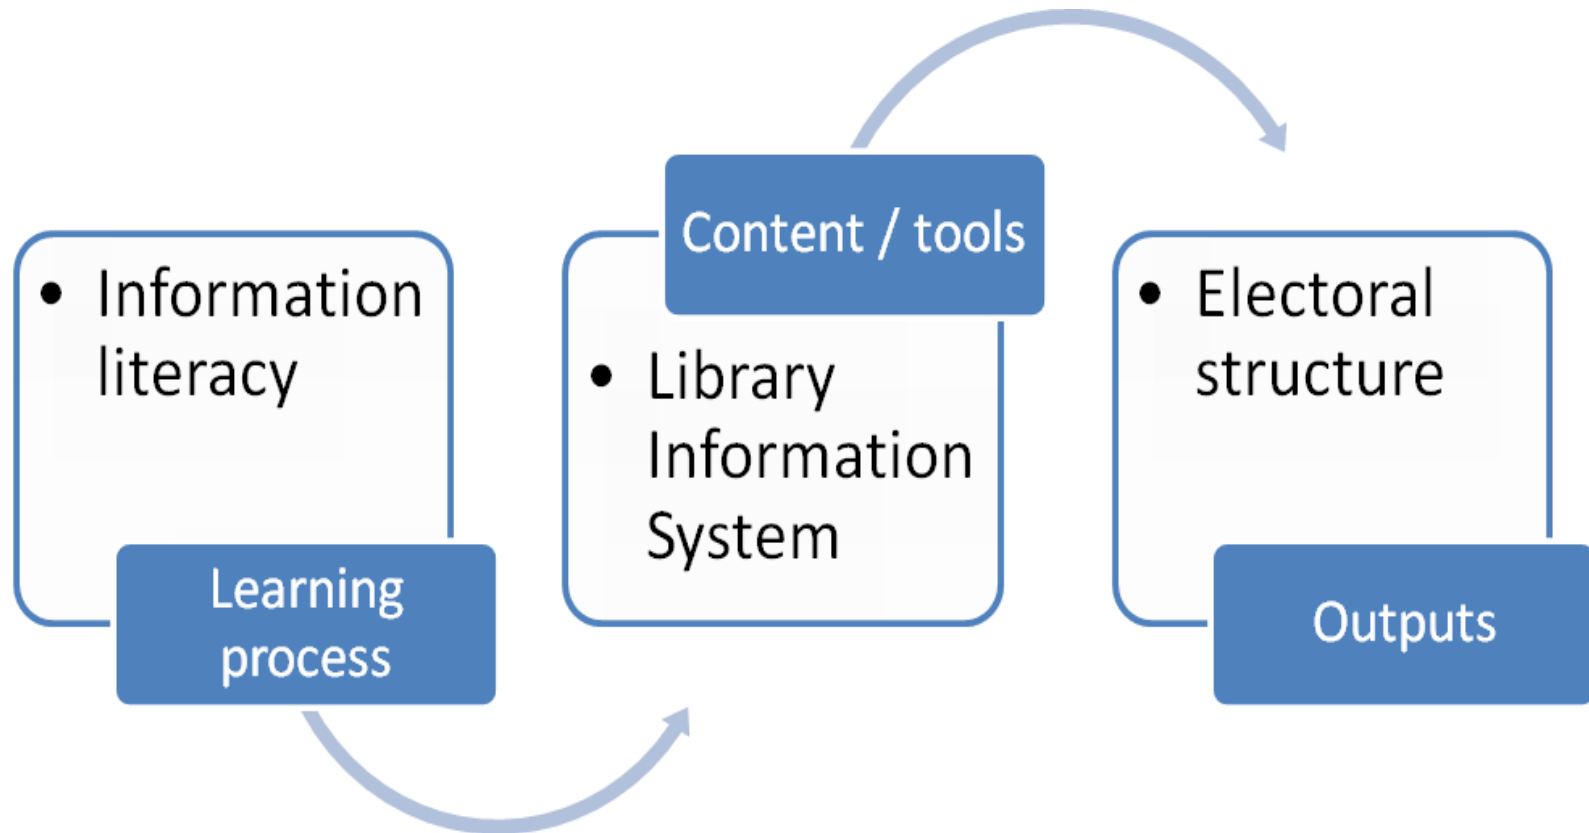 • Information
literacy
Learning
process
Content / tools
• Library
Information
System
• Electoral
structure
Outputs